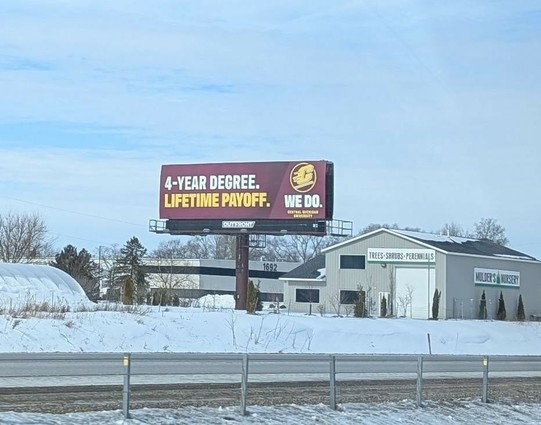 4-YEAR DEGREE.
LIFETIME PAYOFF.
WE DO.
CENTRAL MICHIGAN
UNIVERSITY
OUTFRONT
1692
TREES - SHRUBS - PERENNIALS
MULDER'S NURSERY